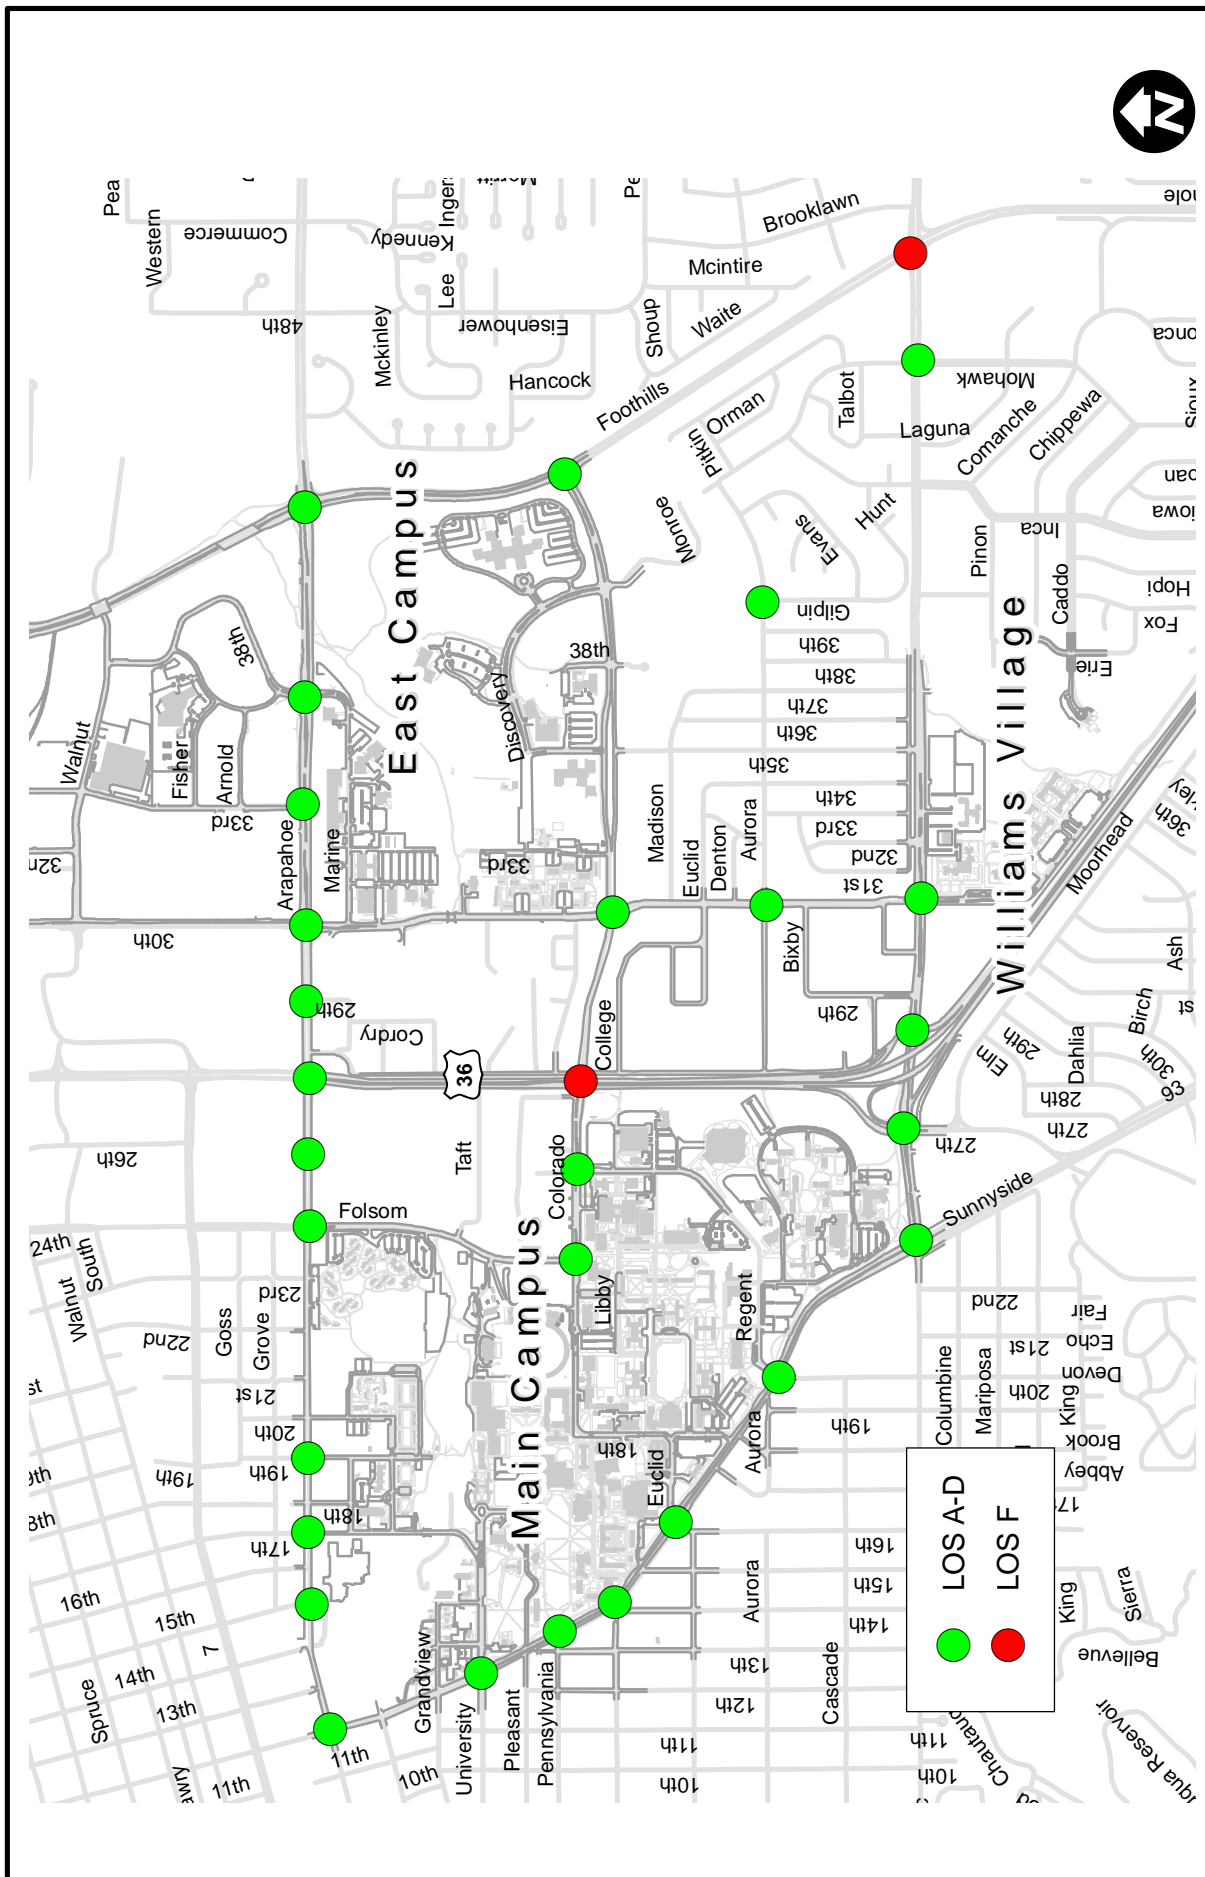 N
Pea
Western
Commerce
Kennedy
Lee
Mckinley
48th
Eisenhower
Hancock
Shoup
Mcintire
Waite
Brooklawn
Foothills
Orman
Pitkin
Talbot
Laguna
Mohawk
Comanche
Chippewa
Sioux
Inca
Pinon
Caddo
Hopi
Fox
Erie
Hunt
Evans
Monroe
Gilpin
39th
38th
37th
36th
35th
34th
33rd
32nd
31st
East Campus
38th
Discovery
38th
Walnut
Fisher
Arnold
33rd
Arapahoe
Marine
33rd
Madison
Euclid
Denton
Aurora
Bixby
Williams Village
Moorhead
36th
30th
29th
Cordry
36
College
29th
Elm
29th
Dahlia
Birch
Ash
30th
28th
27th
27th
93
Sunnyside
26th
Taft
Colorado
Folsom
24th
South
Walnut
23rd
22nd
Goss
Grove
21st
20th
19th
19th
18th
17th
16th
15th
14th
13th
11th
7
Spruce
Main Campus
Libby
Regent
18th
Euclid
Aurora
19th
Columbine
Mariposa
22nd
21st
20th
Fair
Echo
Devon
King
Brook
Abbey
16th
15th
14th
13th
12th
11th
10th
Aurora
Cascade
Grandview
University
Pleasant
Pennsylvania
11th
10th
11th
10th
King
Sierra
Bellevue
Reservoir
LOS A-D
LOS F